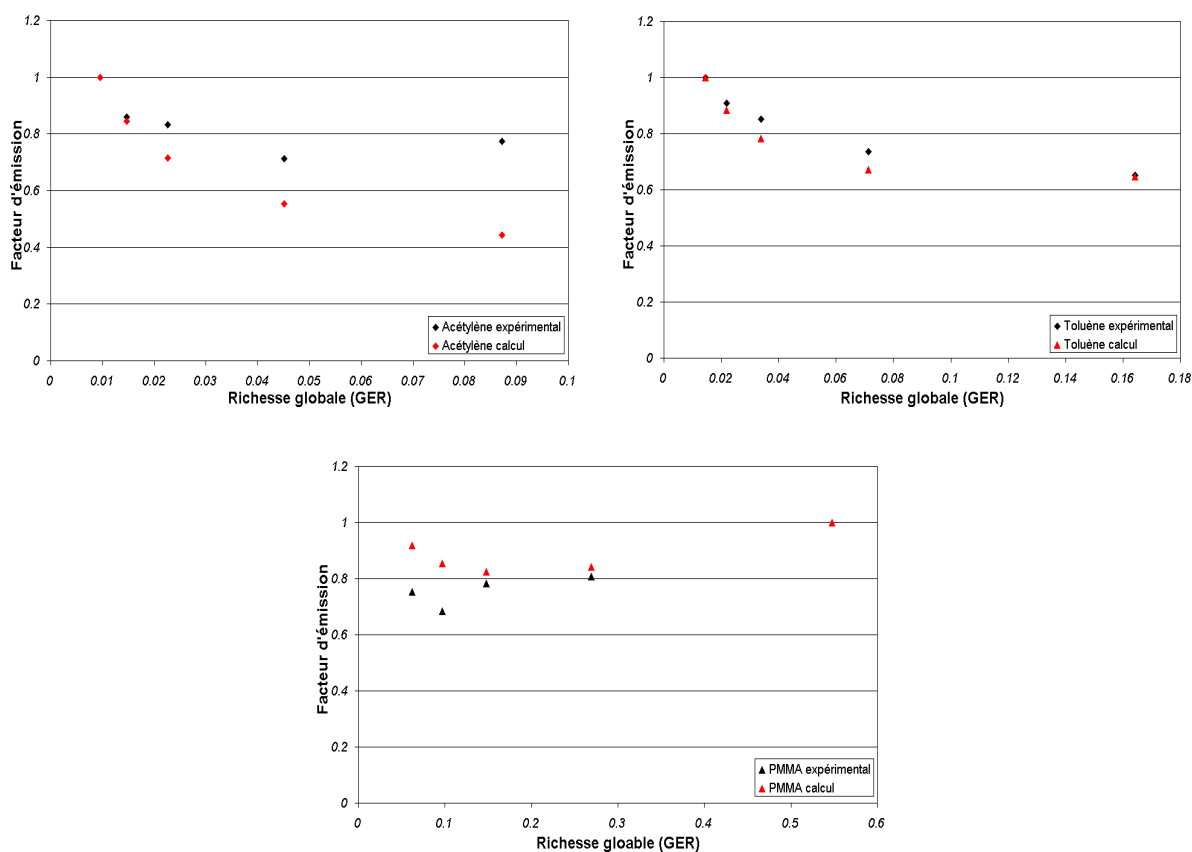 1.2
1
0.8
0.6
0.4
0.2
0
Facteur d'émission
0 0.01 0.02 0.03 0.04 0.05 0.06 0.07 0.08 0.09 0.1
Richesse globale (GER)
Acétylène expérimental
Acétylène calcul
1.2
1
0.8
0.6
0.4
0.2
0
Facteur d'émission
0 0.02 0.04 0.06 0.08 0.1 0.12 0.14 0.16 0.18
Richesse globale (GER)
Toluène expérimental
Toluène calcul
1.2
1
0.8
0.6
0.4
0.2
0
Facteur d'émission
0 0.1 0.2 0.3 0.4 0.5 0.6
Richesse gloable (GER)
PMMA expérimental
PMMA calcul